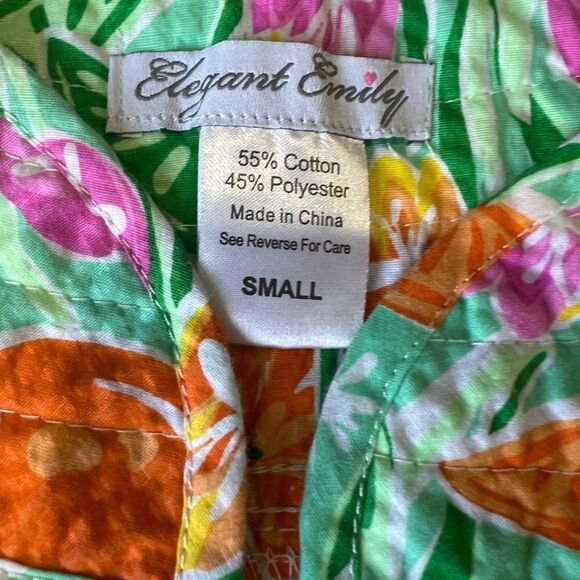 Elegant Emily
55% Cotton
45% Polyester
Made in China
See Reverse For Care
SMALL